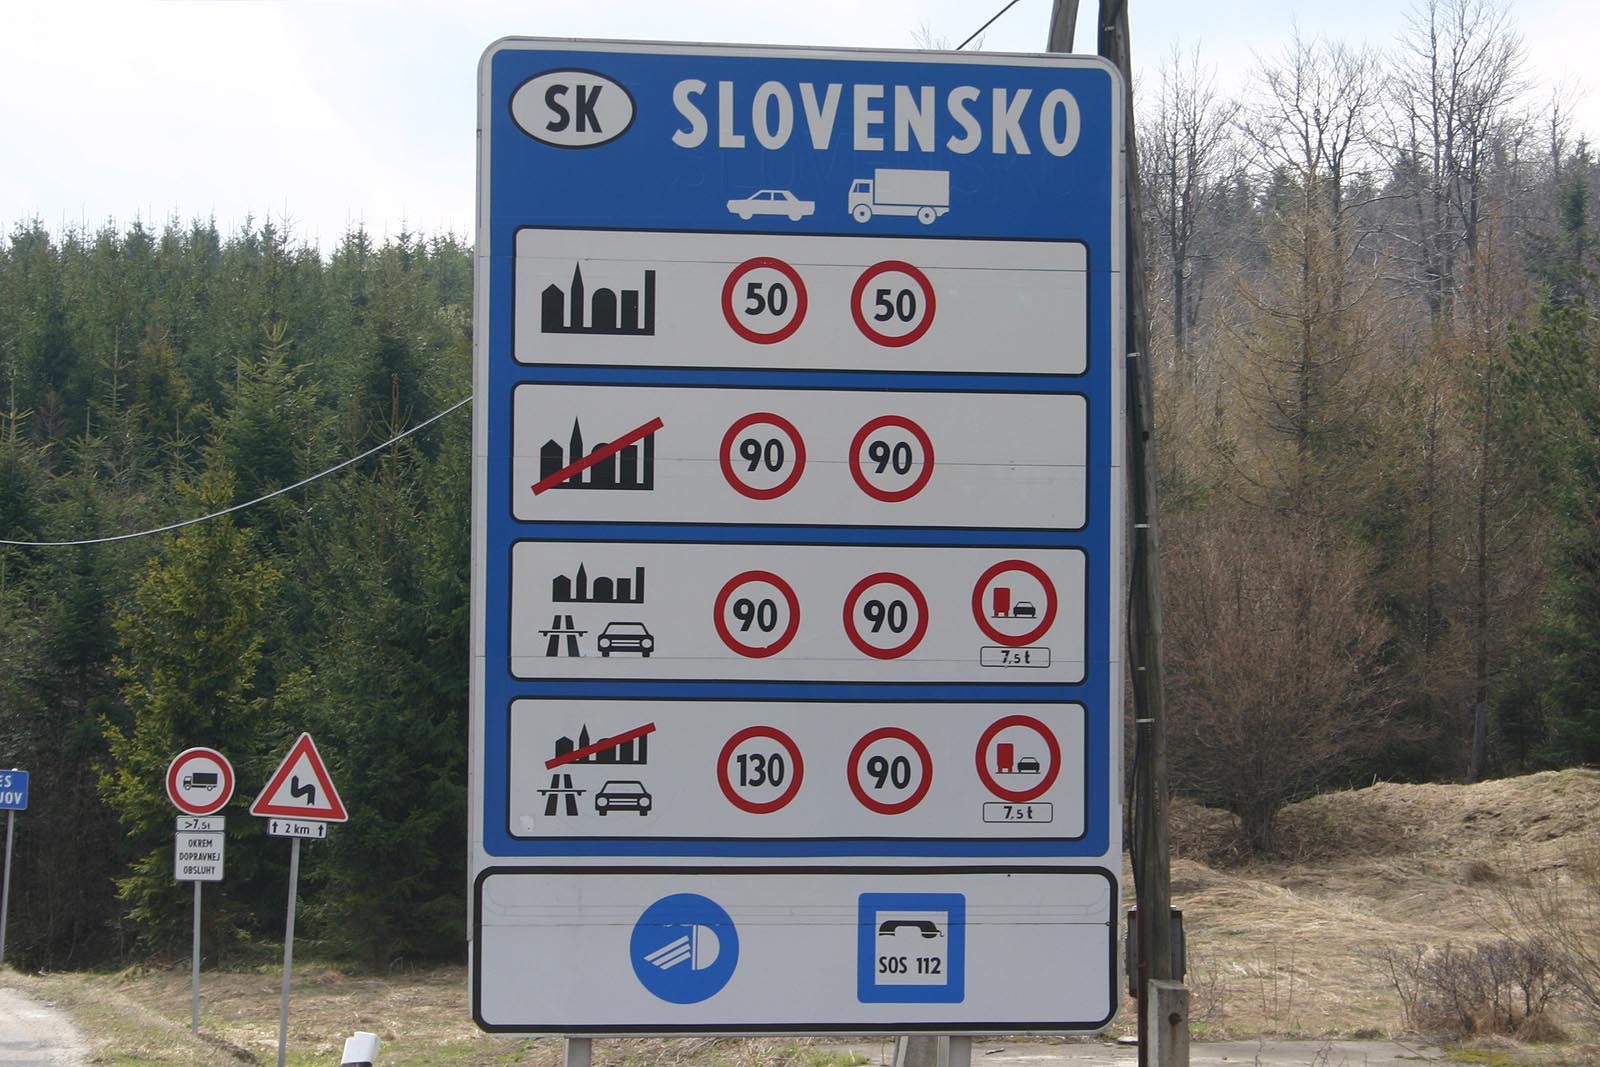 SK SLOVENSKO
50 50
90 90
90 90
7,5 t
130 90
7,5 t
SOS 112
>7,5t
OKREM
DOPRAVNEJ
OBSLUHY
↑ 2 km ↑